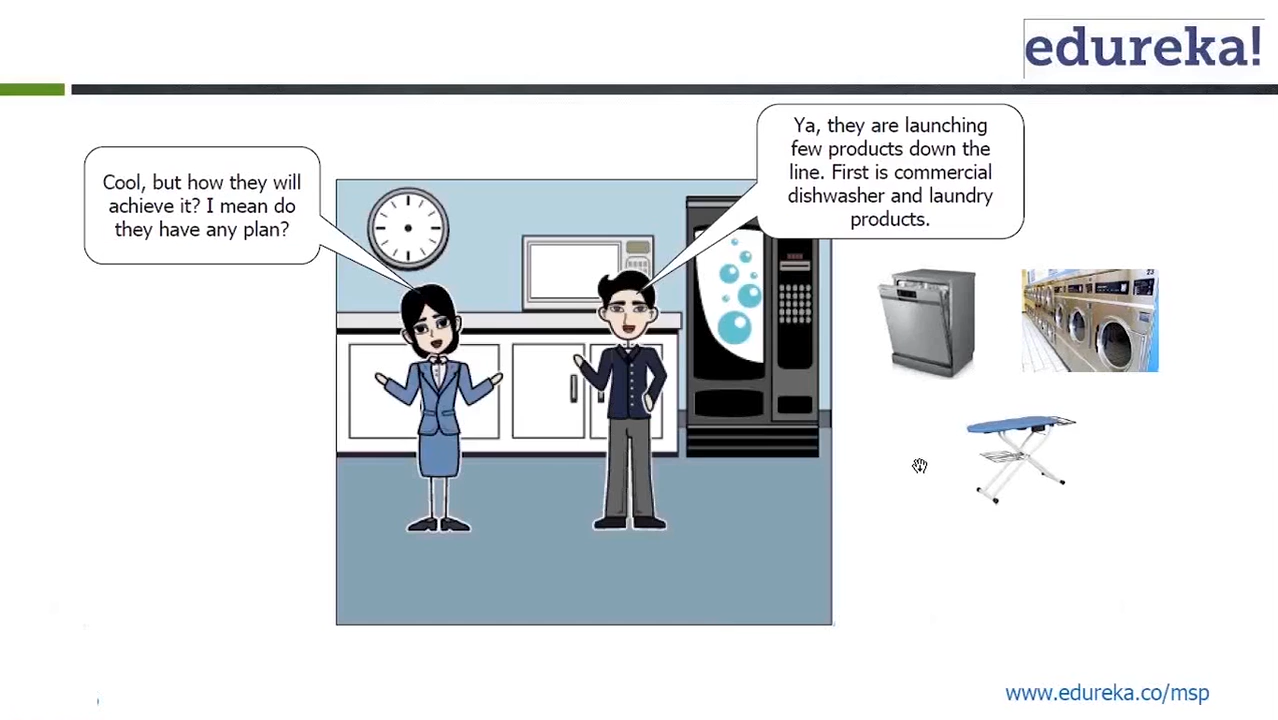 edureka!
Cool, but how they will
achieve it? I mean do
they have any plan?
Ya, they are launching
few products down the
line. First is commercial
dishwasher and laundry
products.
www.edureka.co/msp